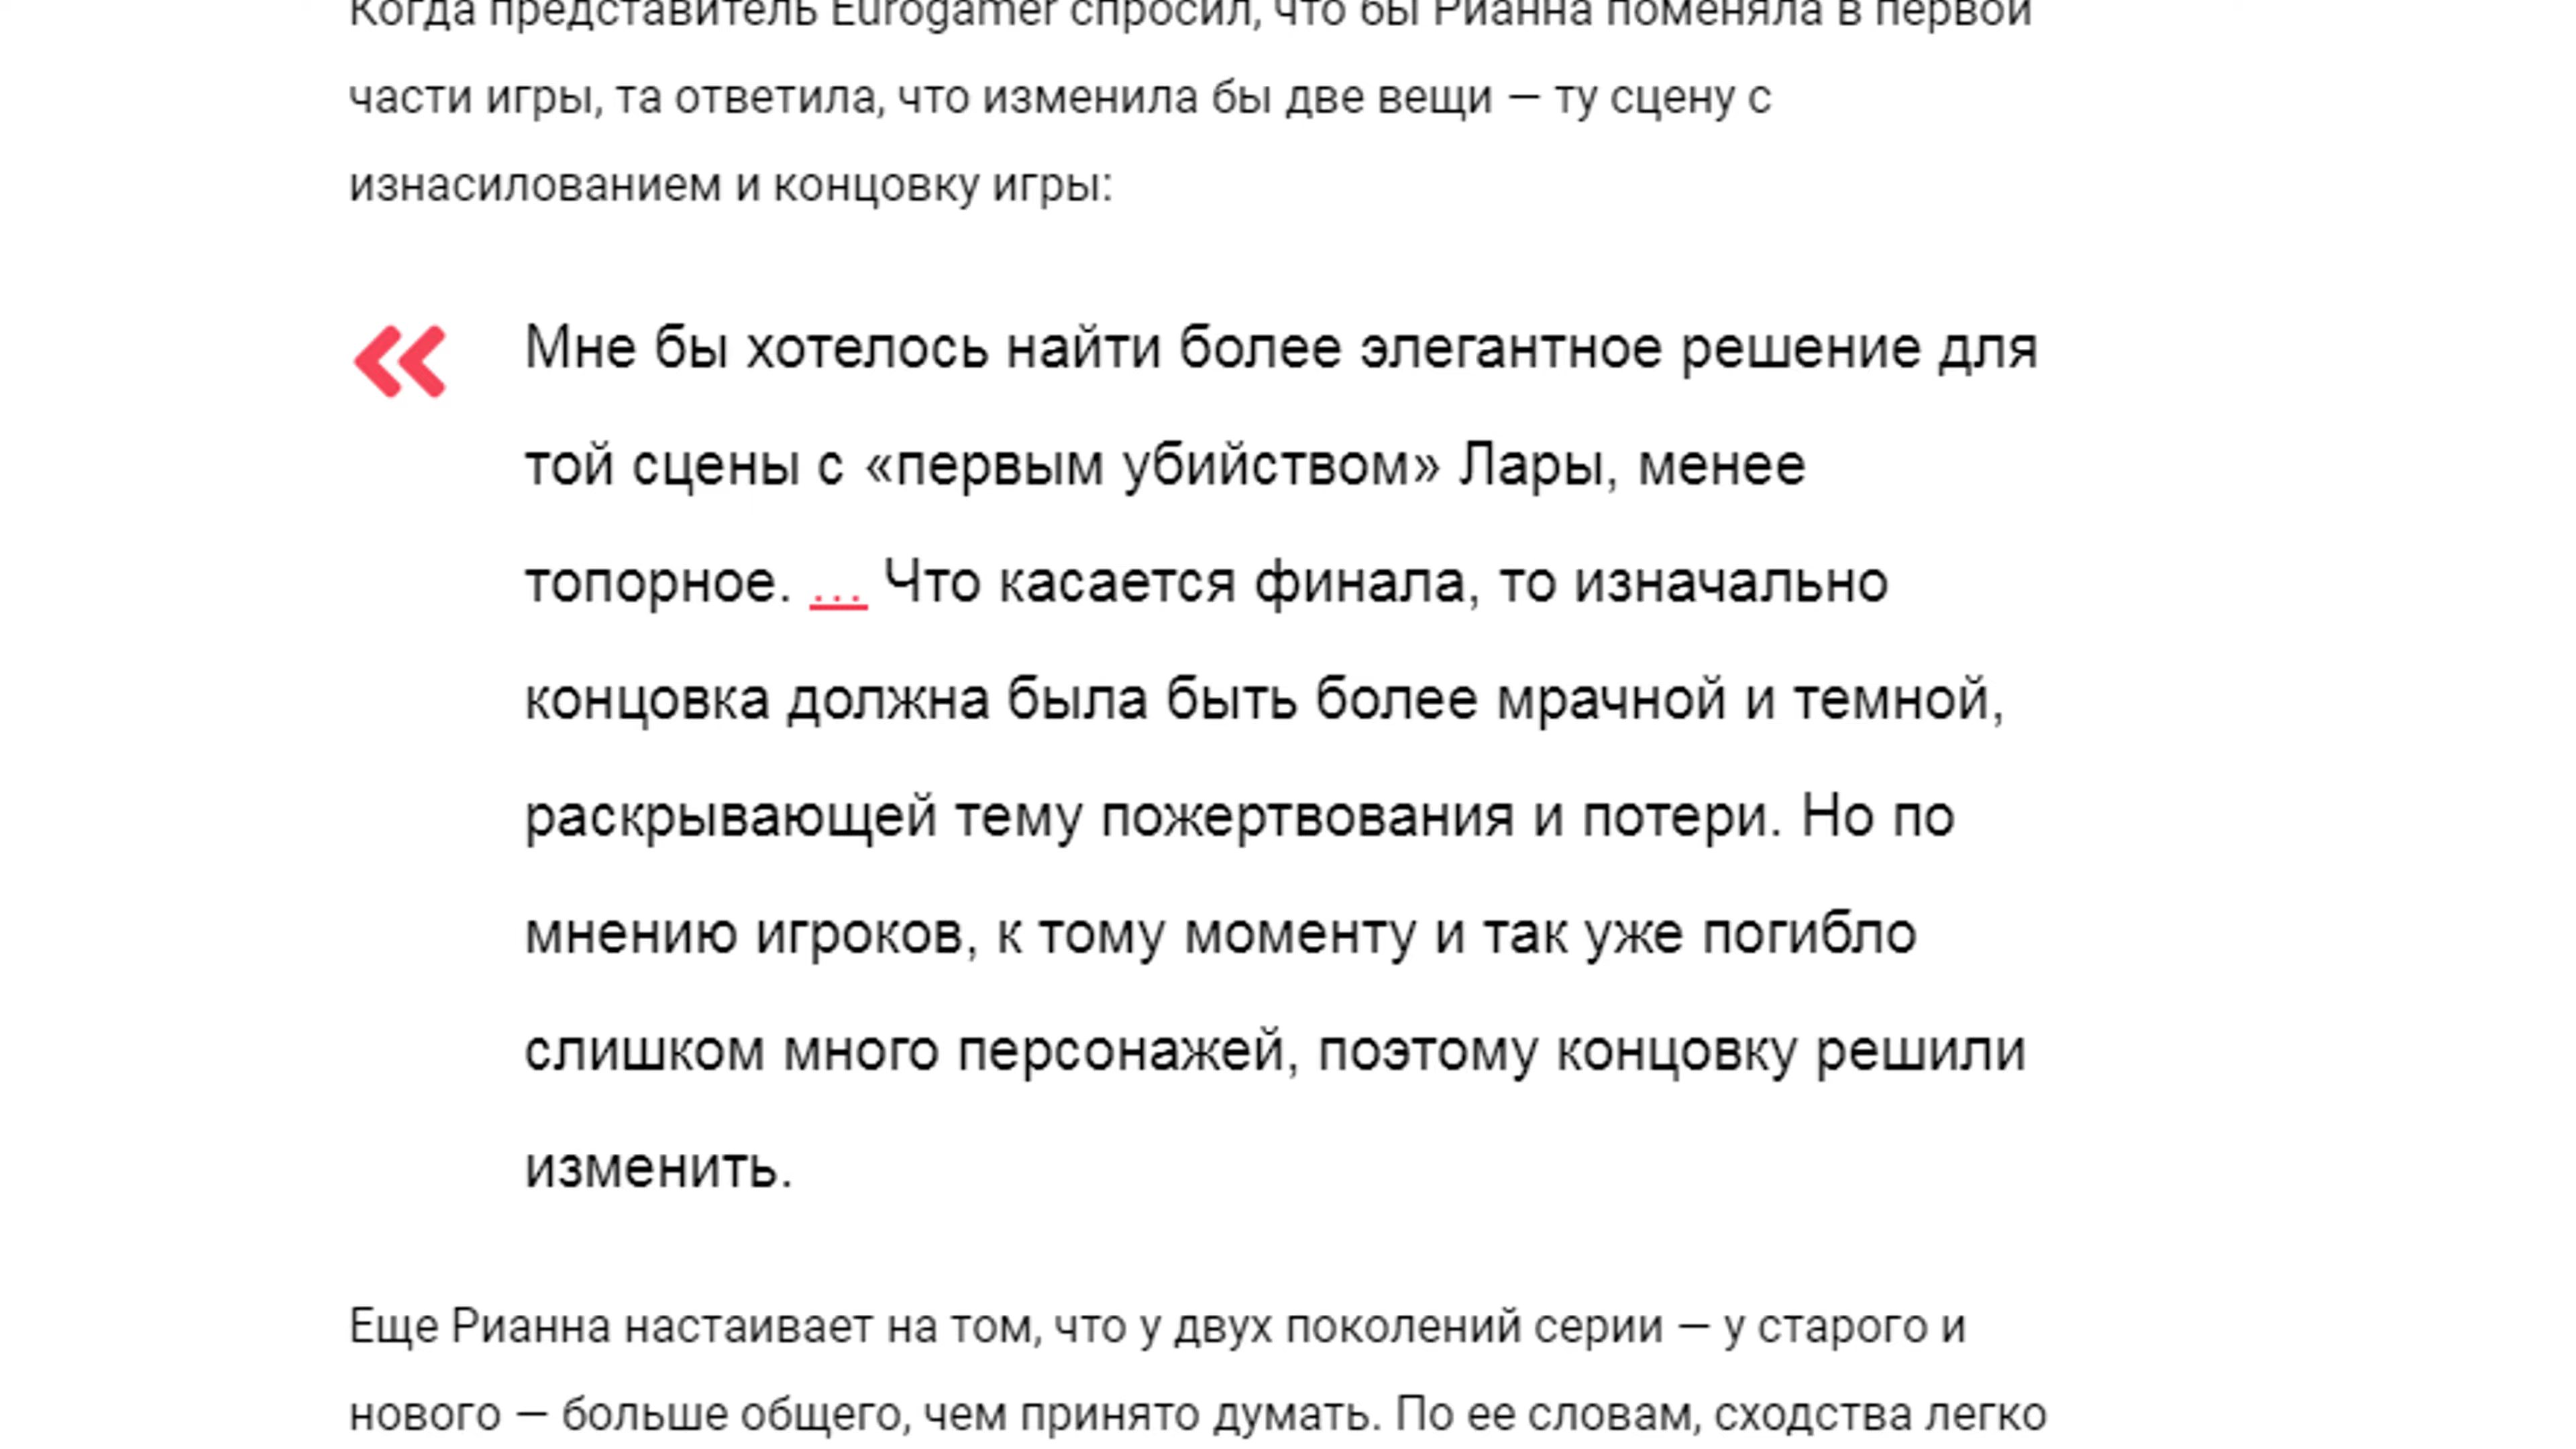 Когда представитель Eurogamer спросил, что бы Рианна поменяла в первой
части игры, та ответила, что изменила бы две вещи — ту сцену с
изнасилованием и концовку игры:
Мне бы хотелось найти более элегантное решение для
той сцены с «первым убийством» Лары, менее
топорное. ... Что касается финала, то изначально
концовка должна была быть более мрачной и темной,
раскрывающей тему пожертвования и потери. Но по
мнению игроков, к тому моменту и так уже погибло
слишком много персонажей, поэтому концовку решили
изменить.
Еще Рианна настаивает на том, что у двух поколений серии — у старого и
нового — больше общего, чем принято думать. По ее словам, сходства легко